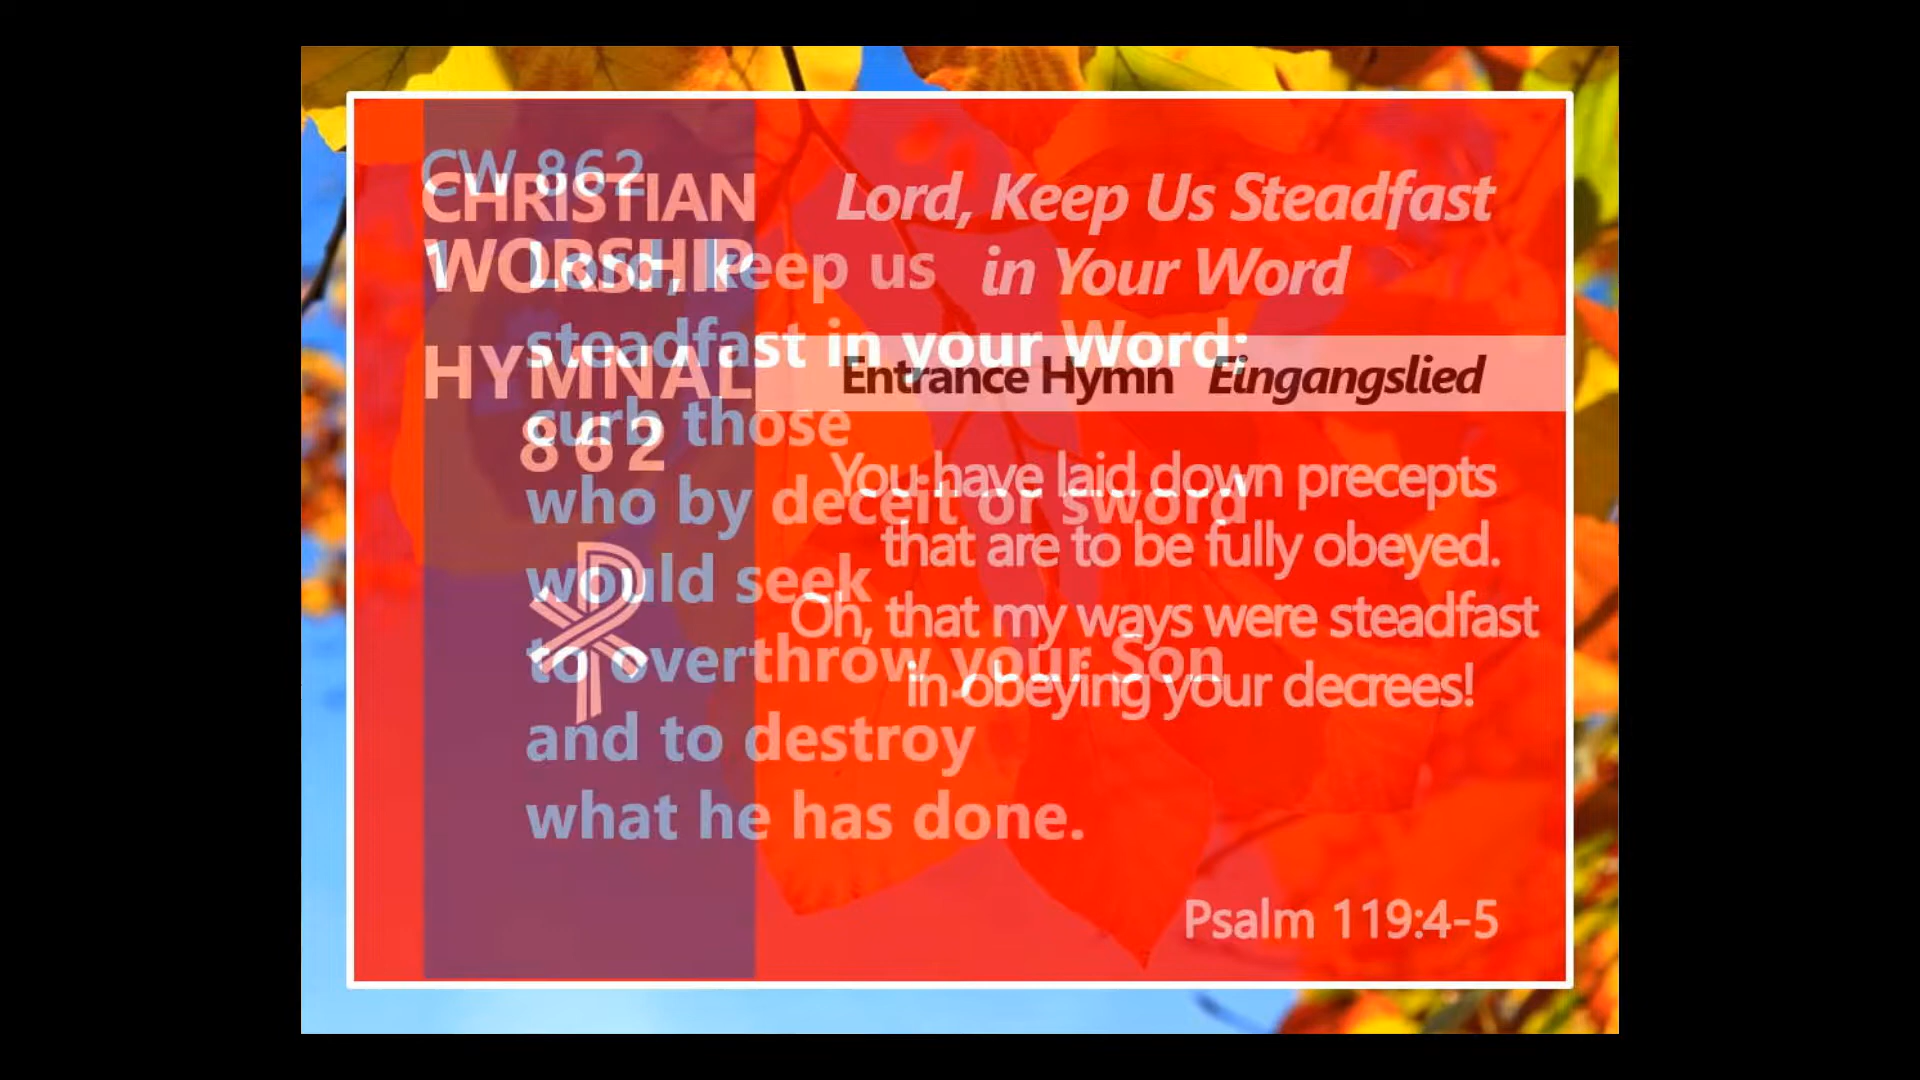 CHRISTIAN
WORSHIP
HYMNAL
862
Lord, Keep Us Steadfast
in Your Word
Entrance Hymn Eingangslied
You have laid down precepts
that are to be fully obeyed.
Oh, that my ways were steadfast
in obeying your decrees!
Psalm 119:4-5
CW 862
1 Lord, keep us
steadfast in your Word;
curb those
who by deceit or sword
would seek
to overthrow your Son
and to destroy
what he has done.